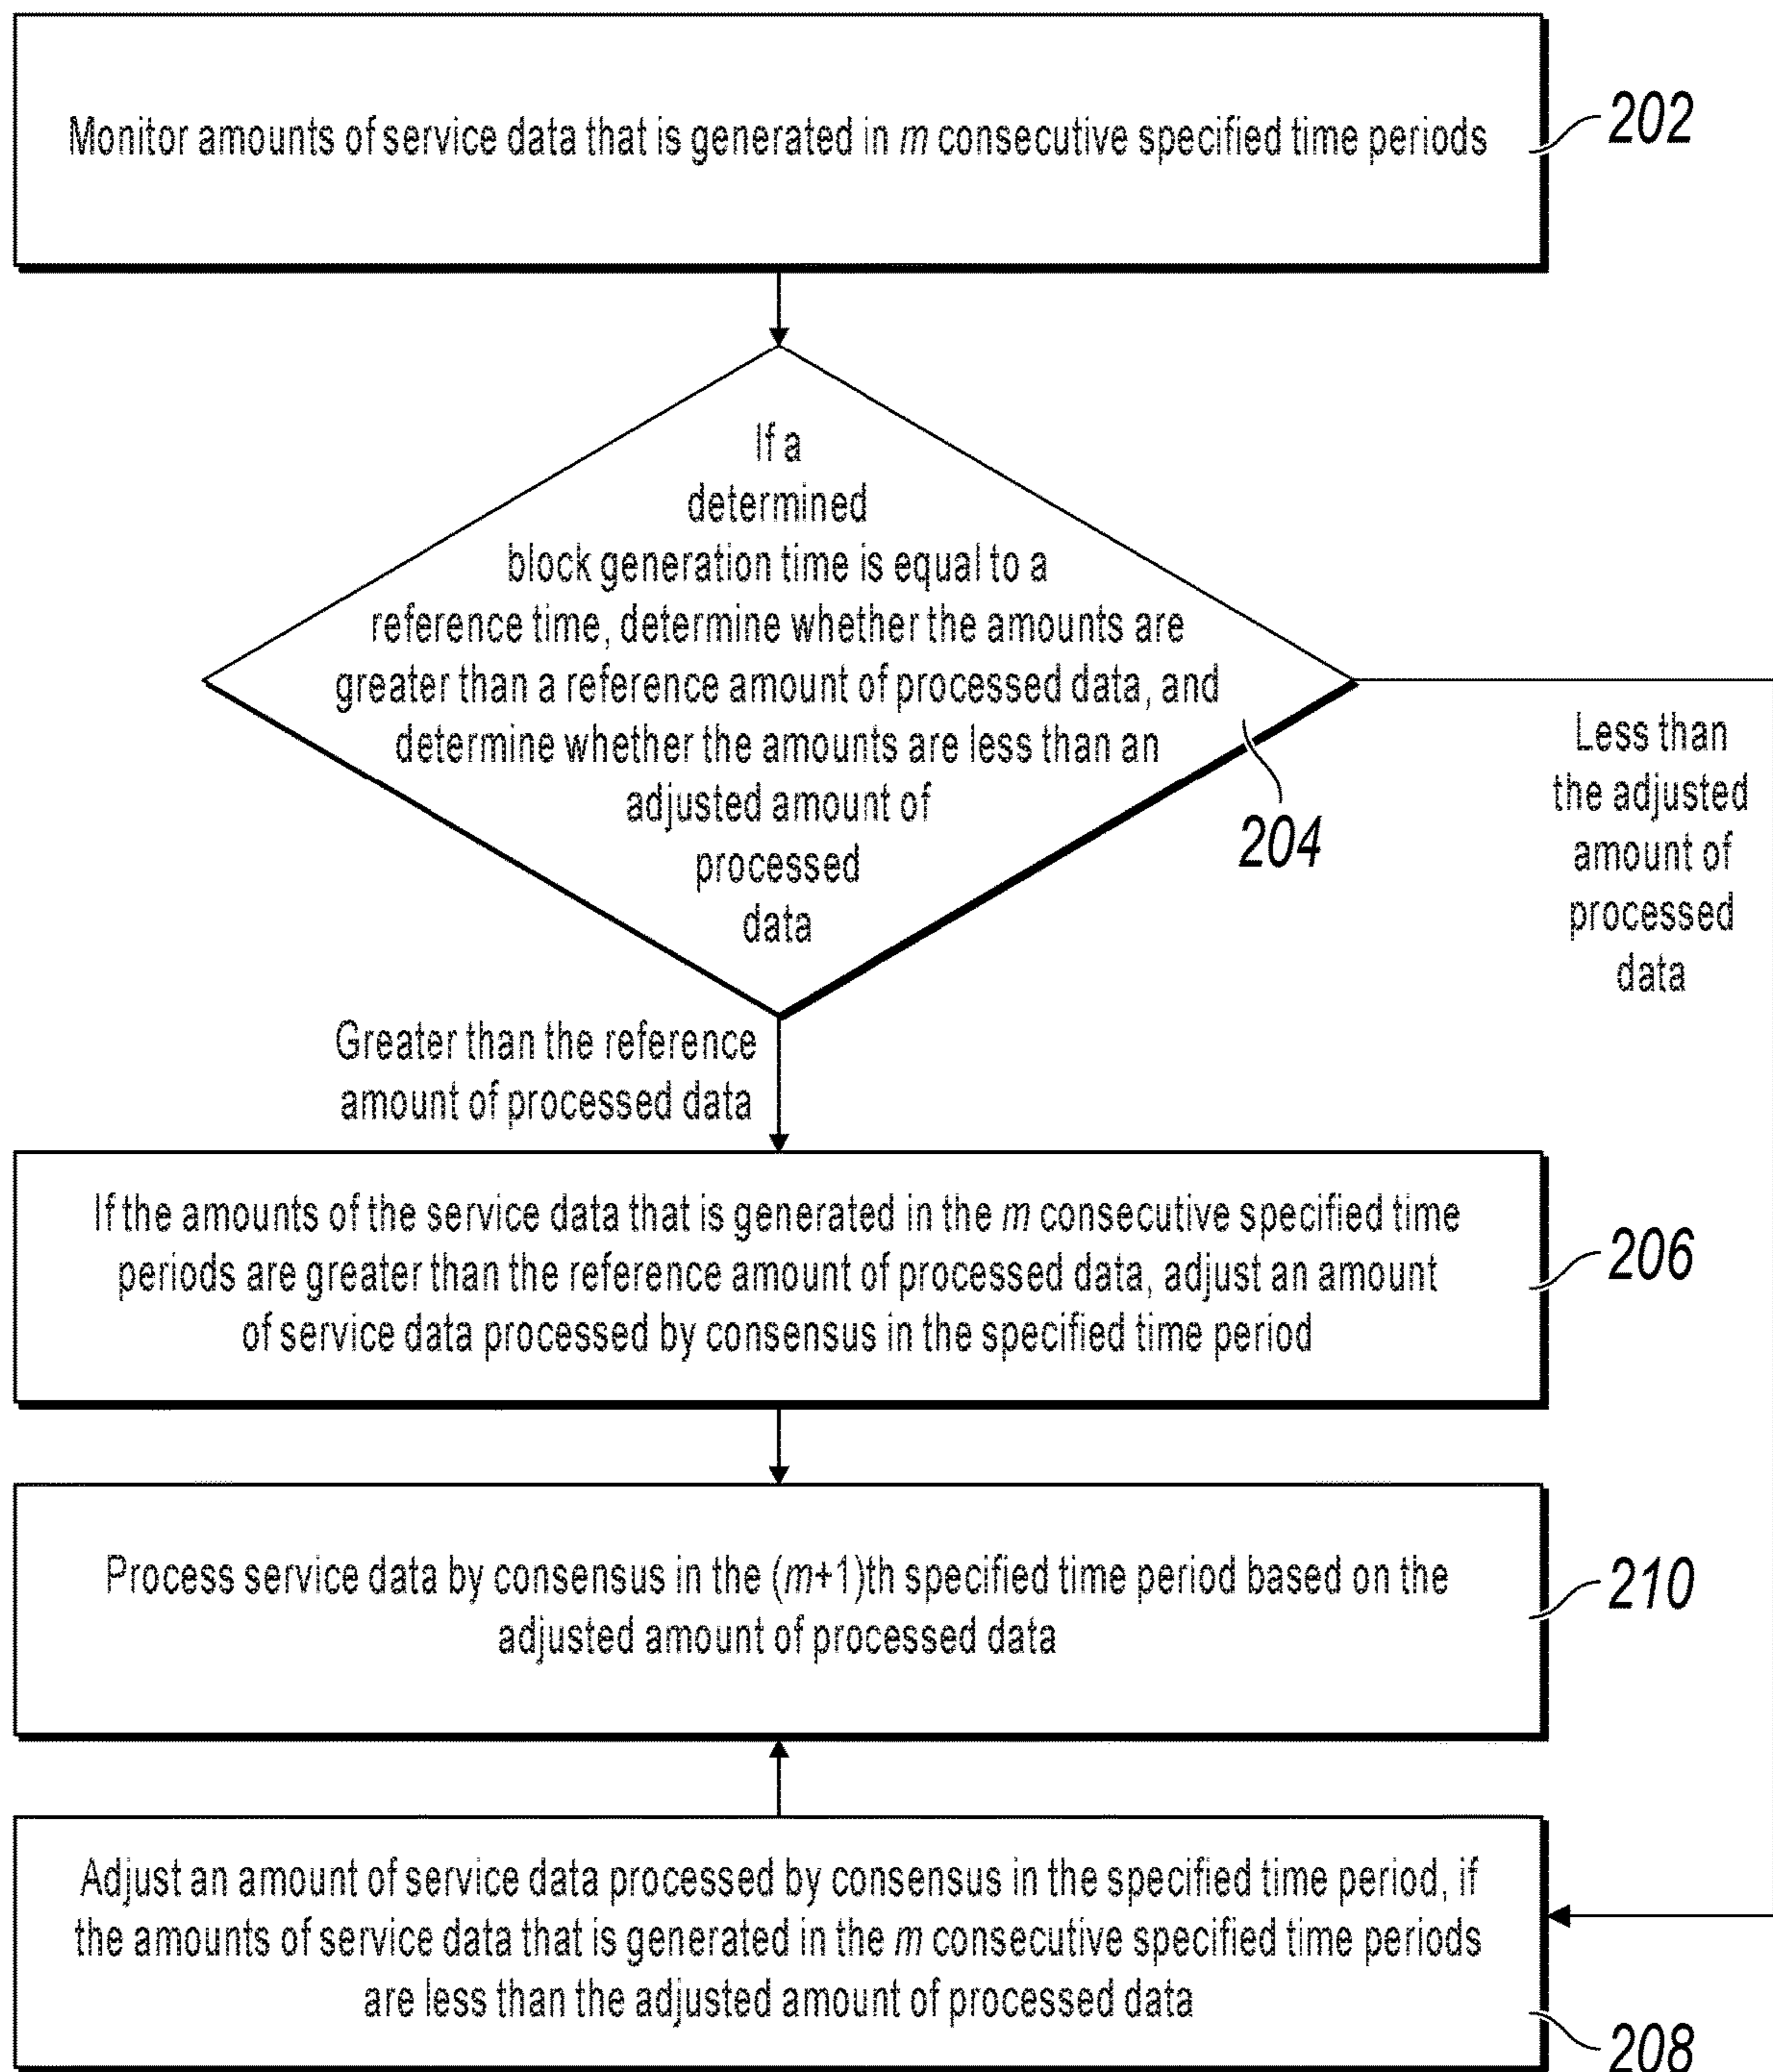 Monitor amounts of service data that is generated in m consecutive specified time periods
202
If a
determined
block generation time is equal to a
reference time, determine whether the amounts are
greater than a reference amount of processed data, and
determine whether the amounts are less than an
adjusted amount of
processed
data
204
Less than
the adjusted
amount of
processed
data
Greater than the reference
amount of processed data
If the amounts of the service data that is generated in the m consecutive specified time
periods are greater than the reference amount of processed data, adjust an amount
of service data processed by consensus in the specified time period
206
Process service data by consensus in the (m+1)th specified time period based on the
adjusted amount of processed data
210
Adjust an amount of service data processed by consensus in the specified time period, if
the amounts of service data that is generated in the m consecutive specified time periods
are less than the adjusted amount of processed data
208